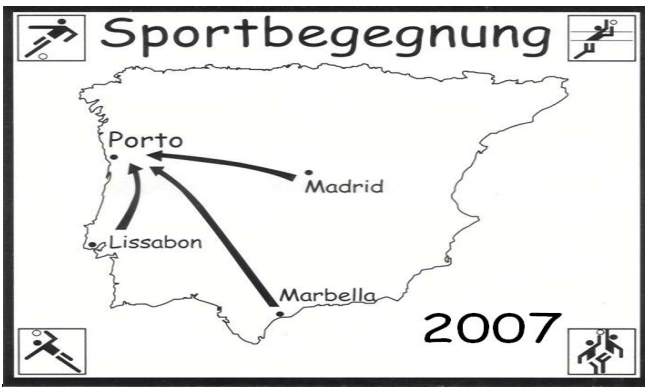 Sportbegegnung
Porto
Madrid
Lissabon
Marbella
2007